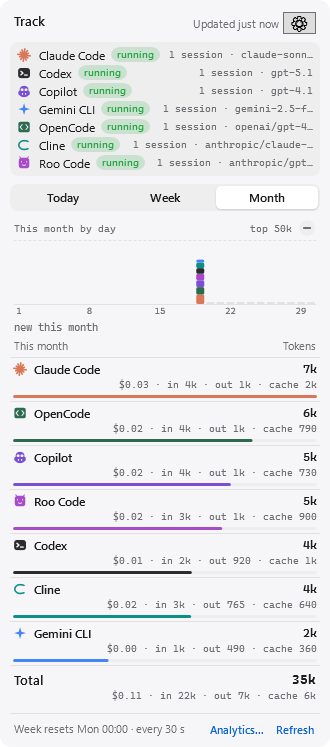 Track Updated just now
Claude Code running 1 session · claude-sonn…
Codex running 1 session · gpt-5.1
Copilot running 1 session · gpt-4.1
Gemini CLI running 1 session · gemini-2.5-f…
OpenCode running 1 session · openai/gpt-4…
Cline running 1 session · anthropic/claude-…
Roo Code running 1 session · anthropic/gpt…
Today Week Month
This month by day top 50k —
1 8 15 22 29
new this month
This month Tokens
Claude Code 7k
$0.03 · in 4k · out 1k · cache 2k
OpenCode 6k
$0.02 · in 4k · out 1k · cache 790
Copilot 5k
$0.02 · in 4k · out 1k · cache 730
Roo Code 5k
$0.02 · in 3k · out 1k · cache 900
Codex 4k
$0.01 · in 2k · out 920 · cache 1k
Cline 4k
$0.02 · in 3k · out 765 · cache 640
Gemini CLI 2k
$0.00 · in 1k · out 490 · cache 360
Total 35k
$0.11 · in 22k · out 7k · cache 6k
Week resets Mon 00:00 · every 30 s Analytics... Refresh